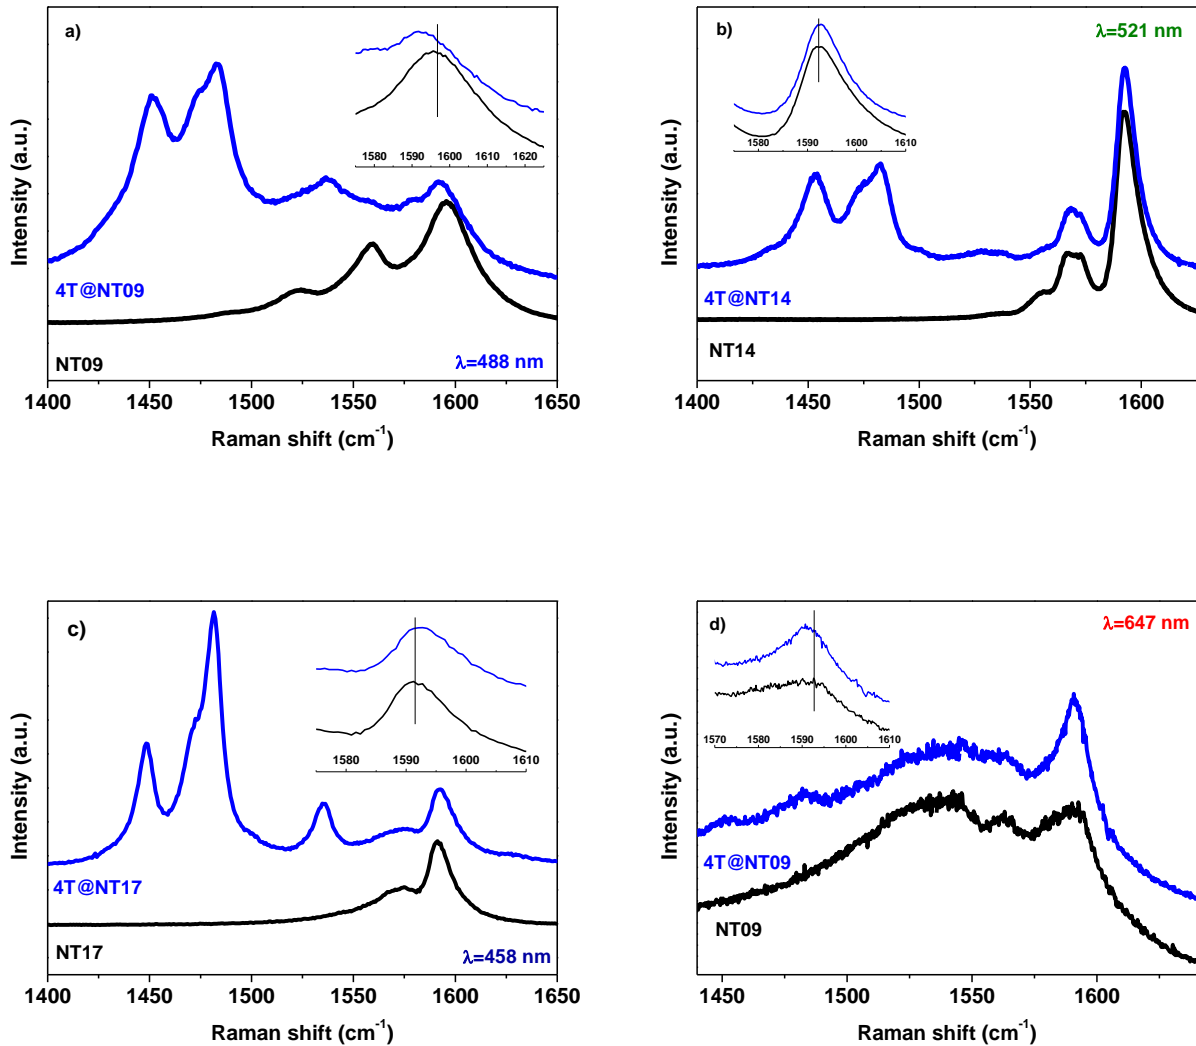 a)
Intensity (a.u.)
1580 1590 1600 1610 1620
4T@NT09
NT09
λ=488 nm
1400 1450 1500 1550 1600 1650
Raman shift (cm⁻¹)
b)
λ=521 nm
Intensity (a.u.)
1580 1590 1600 1610
4T@NT14
NT14
1400 1450 1500 1550 1600
Raman shift (cm⁻¹)
c)
Intensity (a.u.)
1580 1590 1600 1610
4T@NT17
NT17
λ=458 nm
1400 1450 1500 1550 1600 1650
Raman shift (cm⁻¹)
d)
λ=647 nm
Intensity (a.u.)
1570 1580 1590 1600 1610
4T@NT09
NT09
1450 1500 1550 1600
Raman shift (cm⁻¹)